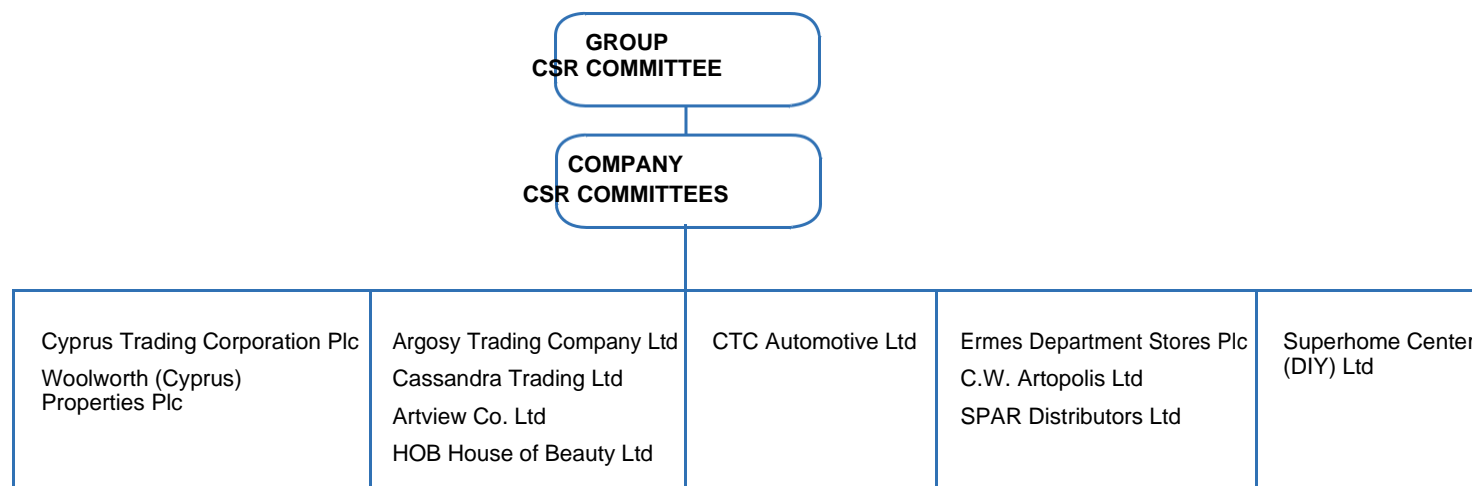 GROUP
CSR COMMITTEE
COMPANY
CSR COMMITTEES
Cyprus Trading Corporation Plc
Woolworth (Cyprus)
Properties Plc
Argosy Trading Company Ltd
Cassandra Trading Ltd
Artview Co. Ltd
HOB House of Beauty Ltd
CTC Automotive Ltd
Ermes Department Stores Plc
C.W. Artopolis Ltd
SPAR Distributors Ltd
Superhome Center
(DIY) Ltd